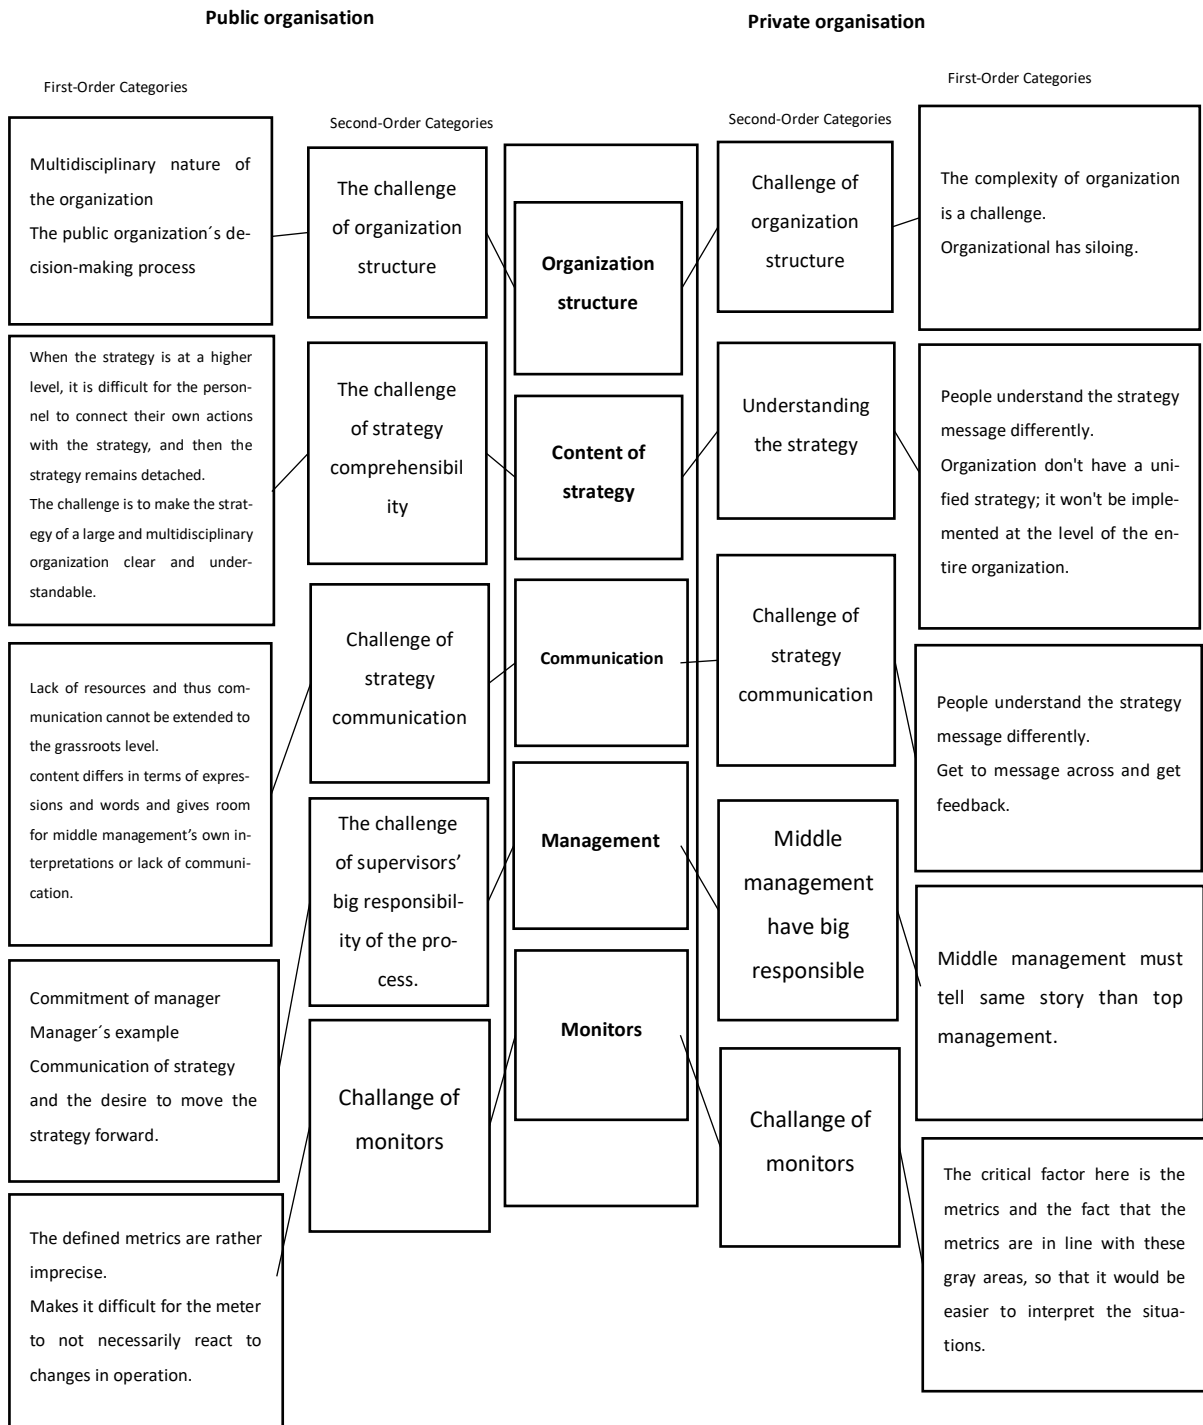 Public organisation
Private organisation
First-Order Categories
Second-Order Categories
Second-Order Categories
First-Order Categories
Multidisciplinary nature of
the organization
The public organization´s de-
cision-making process
The challenge
of organization
structure
Organization
structure
Challenge of
organization
structure
The complexity of organization
is a challenge.
Organizational has siloing.
When the strategy is at a higher
level, it is difficult for the person-
nel to connect their own actions
with the strategy, and then the
strategy remains detached.
The challenge is to make the strat-
egy of a large and multidisciplinary
organization clear and under-
standable.
The challenge
of strategy
comprehensibil
ity
Content of
strategy
Understanding
the strategy
People understand the strategy
message differently.
Organization don't have a uni-
fied strategy; it won't be imple-
mented at the level of the en-
tire organization.
Lack of resources and thus com-
munication cannot be extended to
the grassroots level.
content differs in terms of expres-
sions and words and gives room
for middle management’s own in-
terpretations or lack of communi-
cation.
Challenge of
strategy
communication
Communication
Challenge of
strategy
communication
People understand the strategy
message differently.
Get to message across and get
feedback.
Commitment of manager
Manager´s example
Communication of strategy
and the desire to move the
strategy forward.
The challenge
of supervisors’
big responsibil-
ity of the pro-
cess.
Management
Middle
management
have big
responsible
Middle management must
tell same story than top
management.
The defined metrics are rather
imprecise.
Makes it difficult for the meter
to not necessarily react to
changes in operation.
Challange of
monitors
Monitors
Challange of
monitors
The critical factor here is the
metrics and the fact that the
metrics are in line with these
gray areas, so that it would be
easier to interpret the situa-
tions.